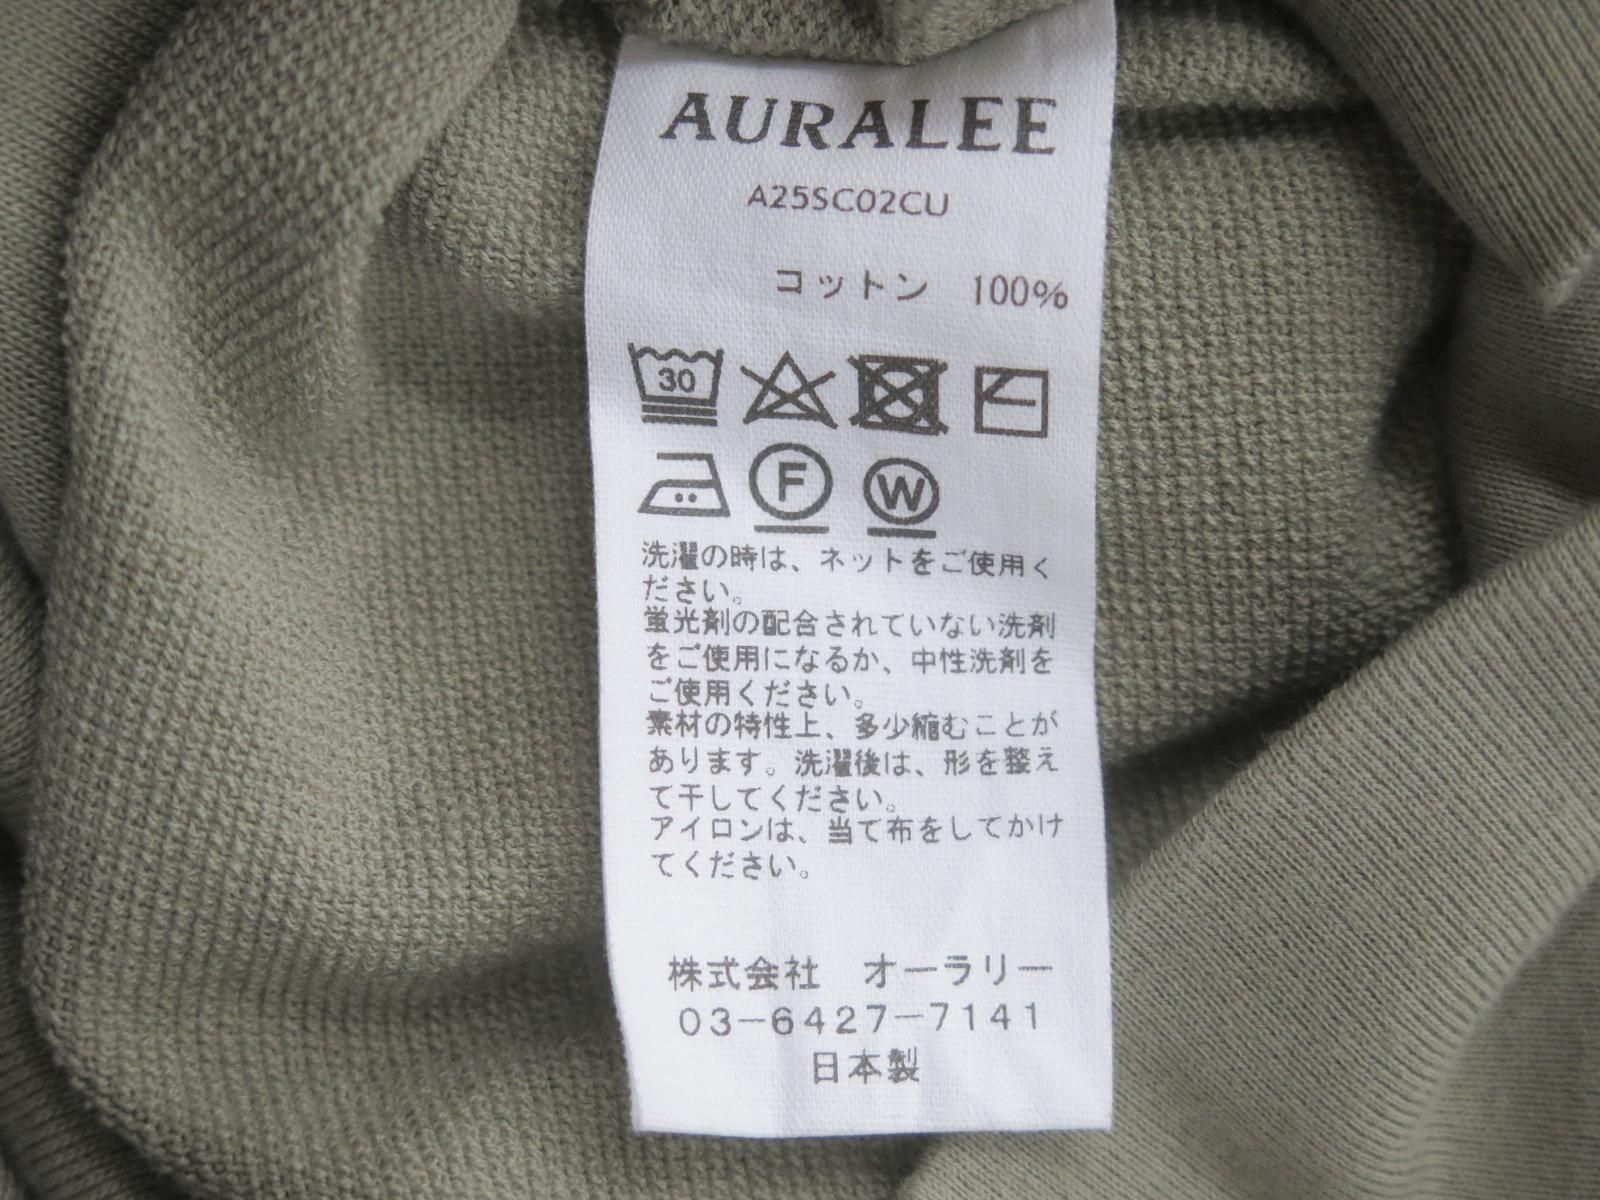 AURALEE
A25SC02CU
コットン 100%
30
F W
洗濯の時は、ネットをご使用く
ださい。
蛍光剤の配合されていない洗剤
をご使用になるか、中性洗剤を
ご使用ください。
素材の特性上、多少縮むことが
あります。洗濯後は、形を整え
て干してください。
アイロンは、当て布をしてかけ
てください。
株式会社 オーラリー
03-6427-7141
日本製